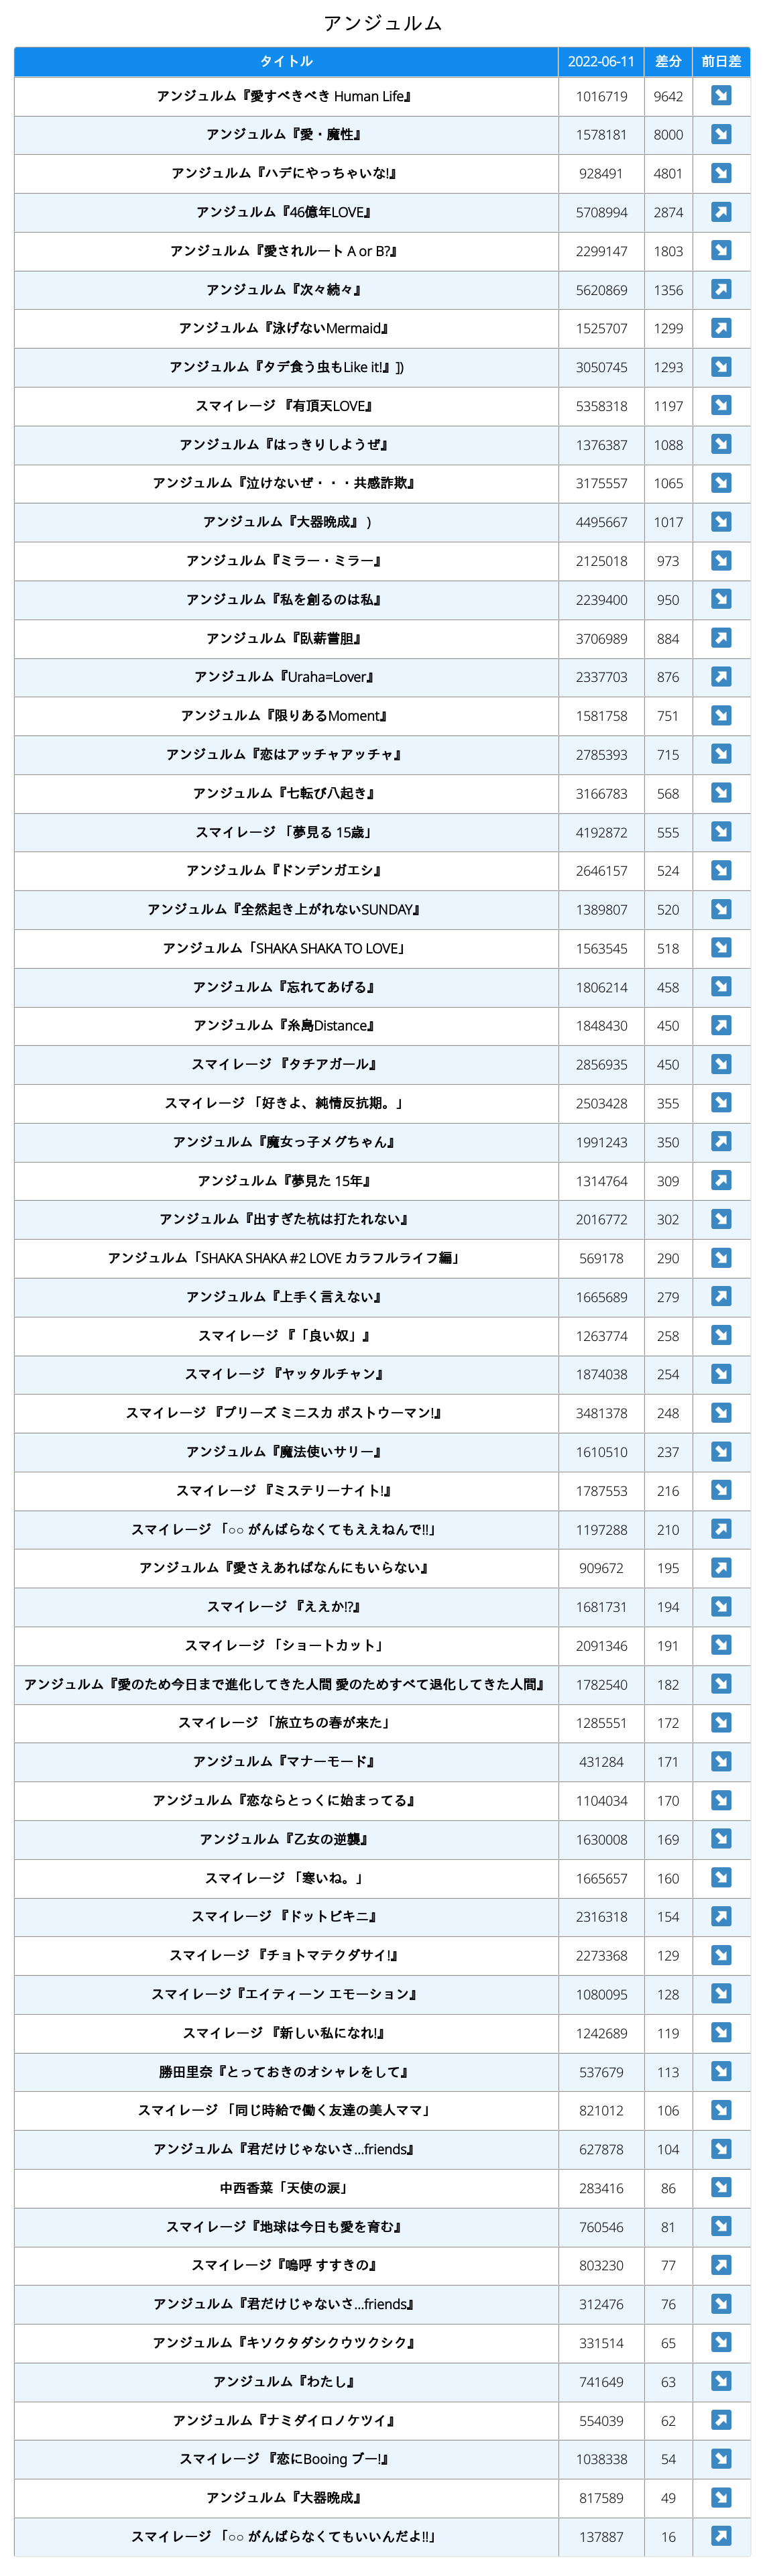 アンジュルム
タイトル 2022-06-11 差分 前日差
アンジュルム『愛すべきべき Human Life』 1016719 9642 ↘
アンジュルム『愛・魔性』 1578181 8000 ↘
アンジュルム『ハデにやっちゃいな!』 928491 4801 ↘
アンジュルム『46億年LOVE』 5708994 2874 ↗
アンジュルム『愛されルート A or B?』 2299147 1803 ↘
アンジュルム『次々続々』 5620869 1356 ↗
アンジュルム『泳げないMermaid』 1525707 1299 ↗
アンジュルム『タデ食う虫もLike it!』]) 3050745 1293 ↘
スマイレージ 『有頂天LOVE』 5358318 1197 ↘
アンジュルム『はっきりしようぜ』 1376387 1088 ↘
アンジュルム『泣けないぜ・・・共感詐欺』 3175557 1065 ↘
アンジュルム『大器晩成』 ) 4495667 1017 ↘
アンジュルム『ミラー・ミラー』 2125018 973 ↘
アンジュルム『私を創るのは私』 2239400 950 ↘
アンジュルム『臥薪嘗胆』 3706989 884 ↗
アンジュルム『Uraha=Lover』 2337703 876 ↗
アンジュルム『限りあるMoment』 1581758 751 ↘
アンジュルム『恋はアッチャアッチャ』 2785393 715 ↘
アンジュルム『七転び八起き』 3166783 568 ↘
スマイレージ 「夢見る 15歳」 4192872 555 ↘
アンジュルム『ドンデンガエシ』 2646157 524 ↘
アンジュルム『全然起き上がれないSUNDAY』 1389807 520 ↘
アンジュルム「SHAKA SHAKA TO LOVE」 1563545 518 ↘
アンジュルム『忘れてあげる』 1806214 458 ↘
アンジュルム『糸島Distance』 1848430 450 ↗
スマイレージ 『タチアガール』 2856935 450 ↘
スマイレージ 「好きよ、純情反抗期。」 2503428 355 ↘
アンジュルム『魔女っ子メグちゃん』 1991243 350 ↗
アンジュルム『夢見た 15年』 1314764 309 ↗
アンジュルム『出すぎた杭は打たれない』 2016772 302 ↘
アンジュルム「SHAKA SHAKA #2 LOVE カラフルライフ編」 569178 290 ↘
アンジュルム『上手く言えない』 1665689 279 ↗
スマイレージ 『「良い奴」』 1263774 258 ↘
スマイレージ 『ヤッタルチャン』 1874038 254 ↘
スマイレージ 『プリーズ ミニスカ ポストウーマン!』 3481378 248 ↘
アンジュルム『魔法使いサリー』 1610510 237 ↘
スマイレージ 『ミステリーナイト!』 1787553 216 ↘
スマイレージ 「○○ がんばらなくてもええねんで!!」 1197288 210 ↗
アンジュルム『愛さえあればなんにもいらない』 909672 195 ↗
スマイレージ 『ええか!?』 1681731 194 ↘
スマイレージ 「ショートカット」 2091346 191 ↘
アンジュルム『愛のため今日まで進化してきた人間 愛のためすべて退化してきた人間』 1782540 182 ↘
スマイレージ 「旅立ちの春が来た」 1285551 172 ↘
アンジュルム『マナーモード』 431284 171 ↘
アンジュルム『恋ならとっくに始まってる』 1104034 170 ↘
アンジュルム『乙女の逆襲』 1630008 169 ↘
スマイレージ 「寒いね。」 1665657 160 ↘
スマイレージ 『ドットビキニ』 2316318 154 ↗
スマイレージ 『チョトマテクダサイ!』 2273368 129 ↘
スマイレージ『エイティーン エモーション』 1080095 128 ↘
スマイレージ 『新しい私になれ!』 1242689 119 ↘
勝田里奈『とっておきのオシャレをして』 537679 113 ↘
スマイレージ 「同じ時給で働く友達の美人ママ」 821012 106 ↘
アンジュルム『君だけじゃないさ...friends』 627878 104 ↘
中西香菜「天使の涙」 283416 86 ↘
スマイレージ『地球は今日も愛を育む』 760546 81 ↘
スマイレージ『嗚呼 すすきの』 803230 77 ↗
アンジュルム『君だけじゃないさ...friends』 312476 76 ↘
アンジュルム『キソクタダシクウツクシク』 331514 65 ↘
アンジュルム『わたし』 741649 63 ↘
アンジュルム『ナミダイロノケツイ』 554039 62 ↗
スマイレージ 『恋にBooing ブー!』 1038338 54 ↘
アンジュルム『大器晩成』 817589 49 ↘
スマイレージ 「○○ がんばらなくてもいいんだよ!!」 137887 16 ↗